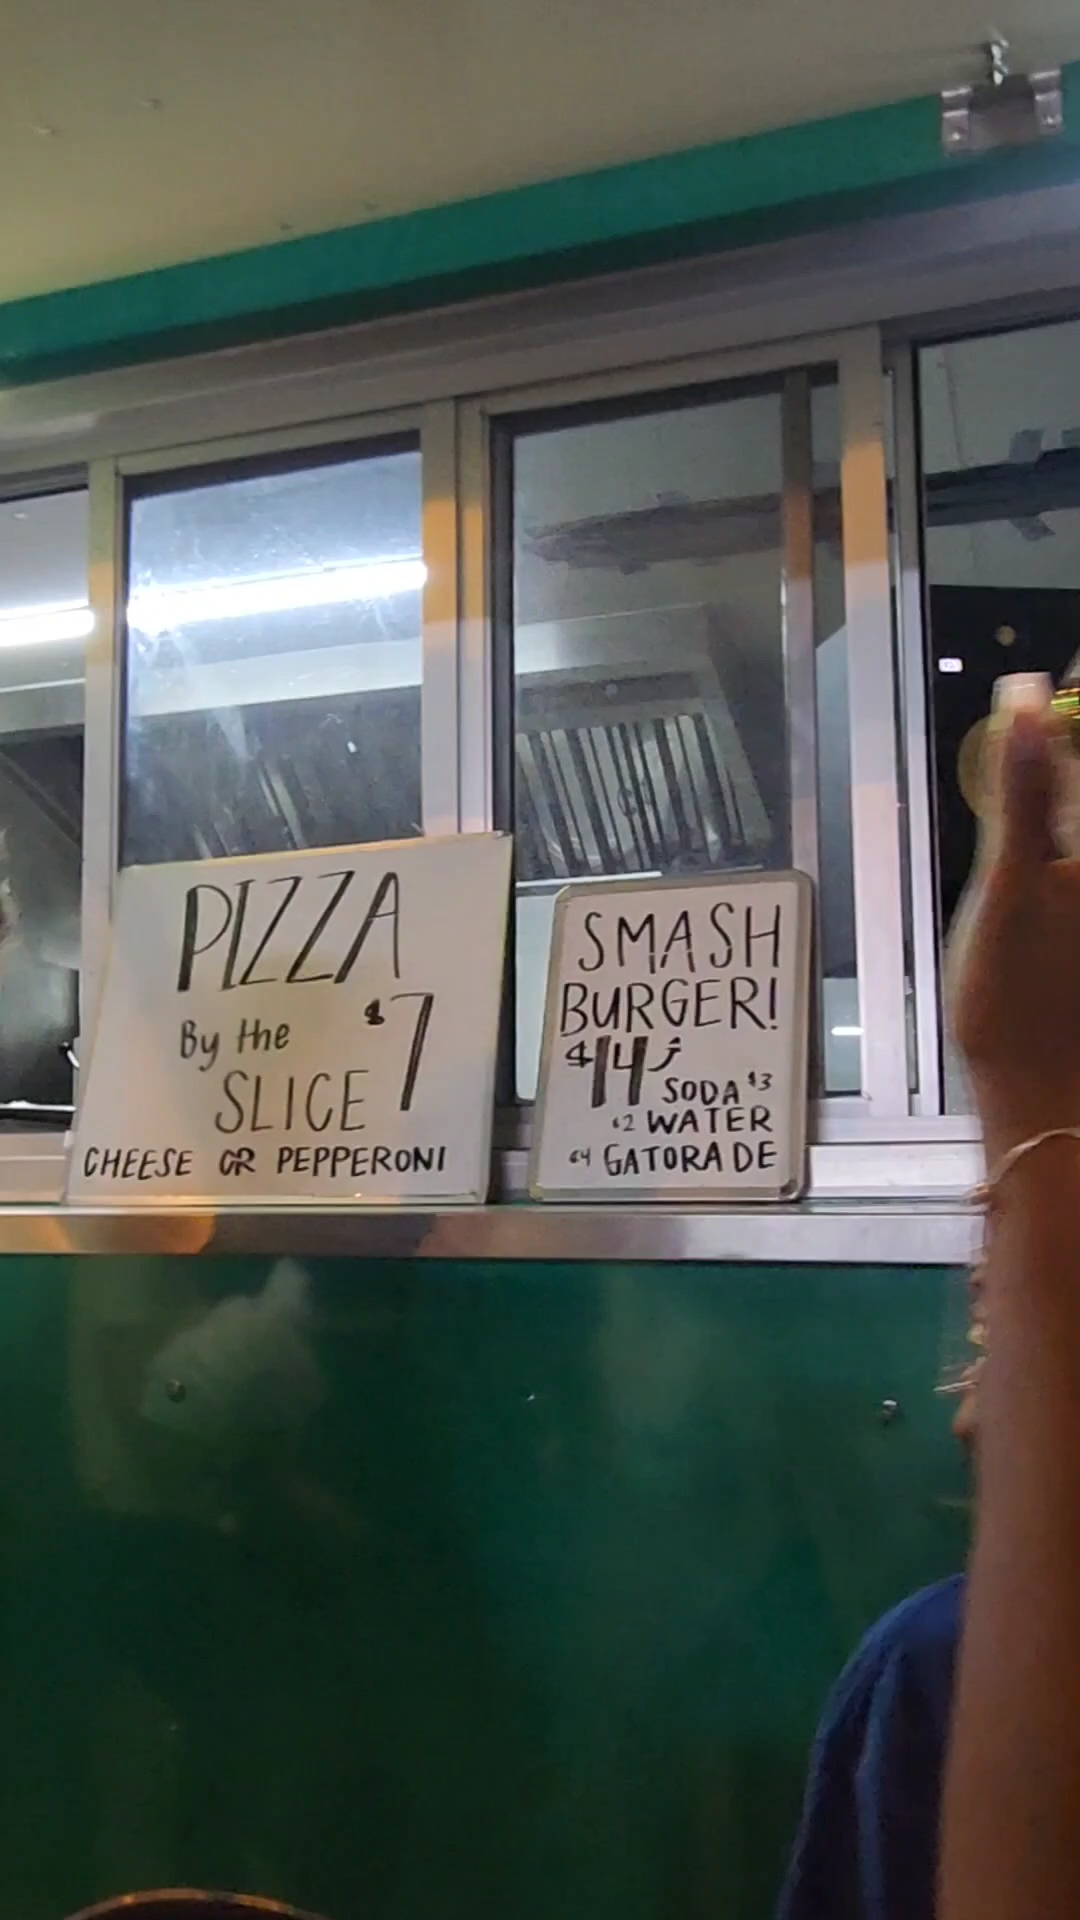 PIZZA
By the $7
SLICE
CHEESE OR PEPPERONI
SMASH
BURGER!
$14
SODA $3
$2 WATER
$4 GATORADE